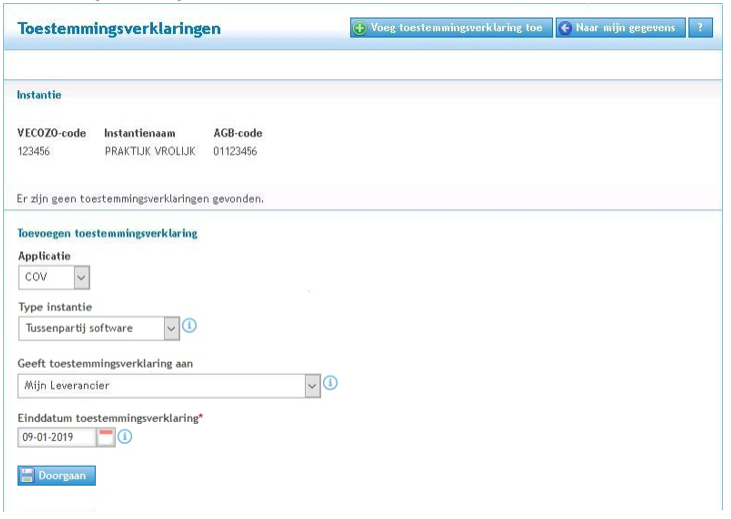 Toestemmingsverklaringen
Voeg toestemmingsverklaring toe Naar mijn gegevens ?
Instantie
VECOZO-code Instantienaam AGB-code
123456 PRAKTIJK VROLIJK 01123456
Er zijn geen toestemmingsverklaringen gevonden.
Toevoegen toestemmingsverklaring
Applicatie
COV
Type instantie
Tussenpartij software
Geeft toestemmingsverklaring aan
Mijn Leverancier
Einddatum toestemmingsverklaring*
09-01-2019
Doorgaan